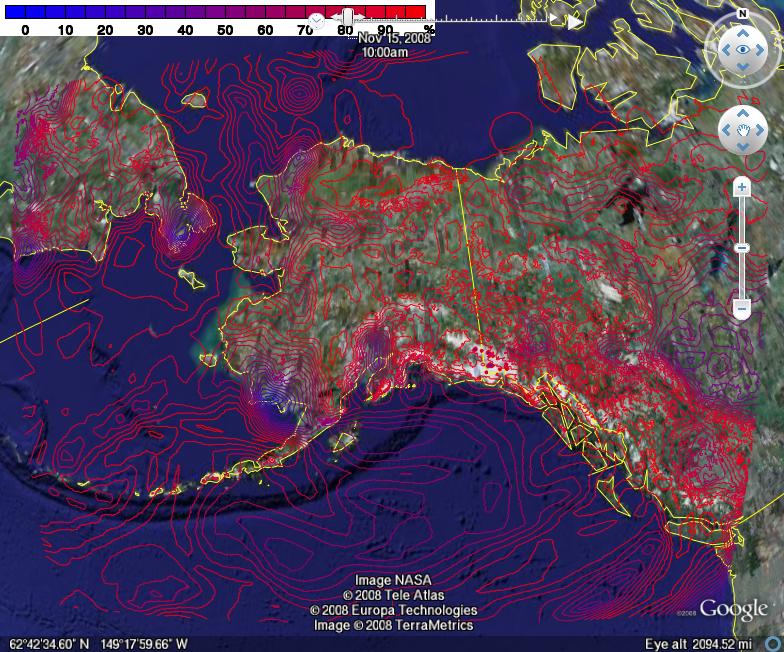 0 10 20 30 40 50 60 70 80 90 %
Nov 15, 2008
10:00am
N
Image NASA
© 2008 Tele Atlas
© 2008 Europa Technologies
Image © 2008 TerraMetrics
©2008 Google
62°42'34.60" N 149°17'59.66" W
Eye alt 2094.52 mi